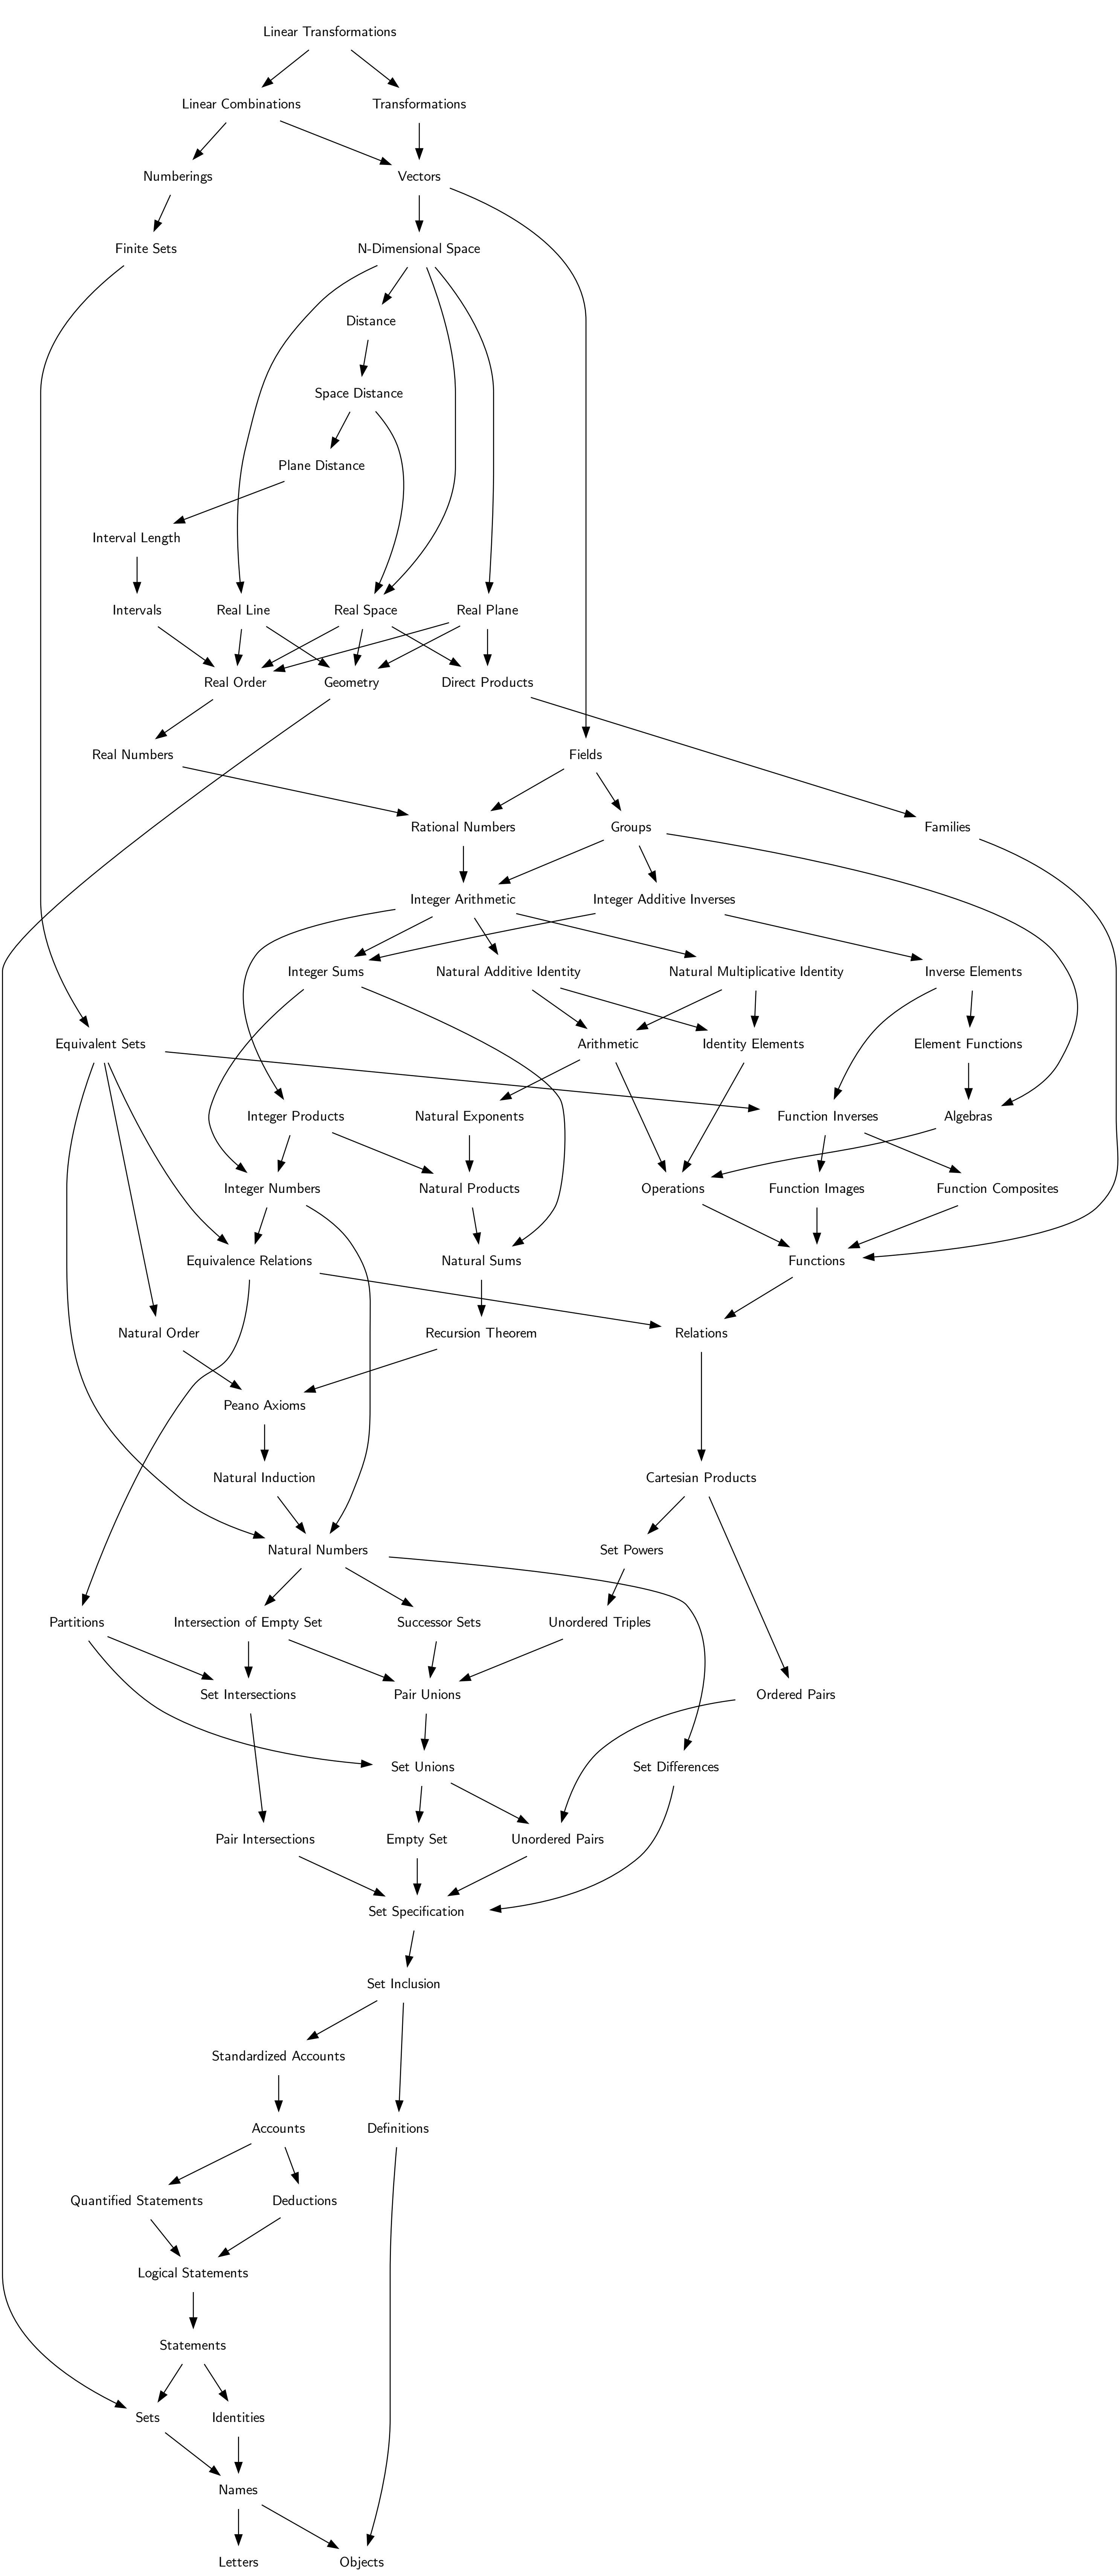 Linear Transformations
Linear Combinations
Transformations
Numberings
Vectors
Finite Sets
N-Dimensional Space
Distance
Space Distance
Plane Distance
Interval Length
Intervals
Real Line
Real Space
Real Plane
Real Order
Geometry
Direct Products
Real Numbers
Fields
Rational Numbers
Groups
Families
Integer Arithmetic
Integer Additive Inverses
Integer Sums
Natural Additive Identity
Natural Multiplicative Identity
Inverse Elements
Equivalent Sets
Arithmetic
Identity Elements
Element Functions
Integer Products
Natural Exponents
Function Inverses
Algebras
Integer Numbers
Natural Products
Operations
Function Images
Function Composites
Equivalence Relations
Natural Sums
Functions
Natural Order
Recursion Theorem
Relations
Peano Axioms
Natural Induction
Cartesian Products
Natural Numbers
Set Powers
Partitions
Intersection of Empty Set
Successor Sets
Unordered Triples
Set Intersections
Pair Unions
Ordered Pairs
Set Unions
Set Differences
Pair Intersections
Empty Set
Unordered Pairs
Set Specification
Set Inclusion
Standardized Accounts
Accounts
Definitions
Quantified Statements
Deductions
Logical Statements
Statements
Sets
Identities
Names
Letters
Objects